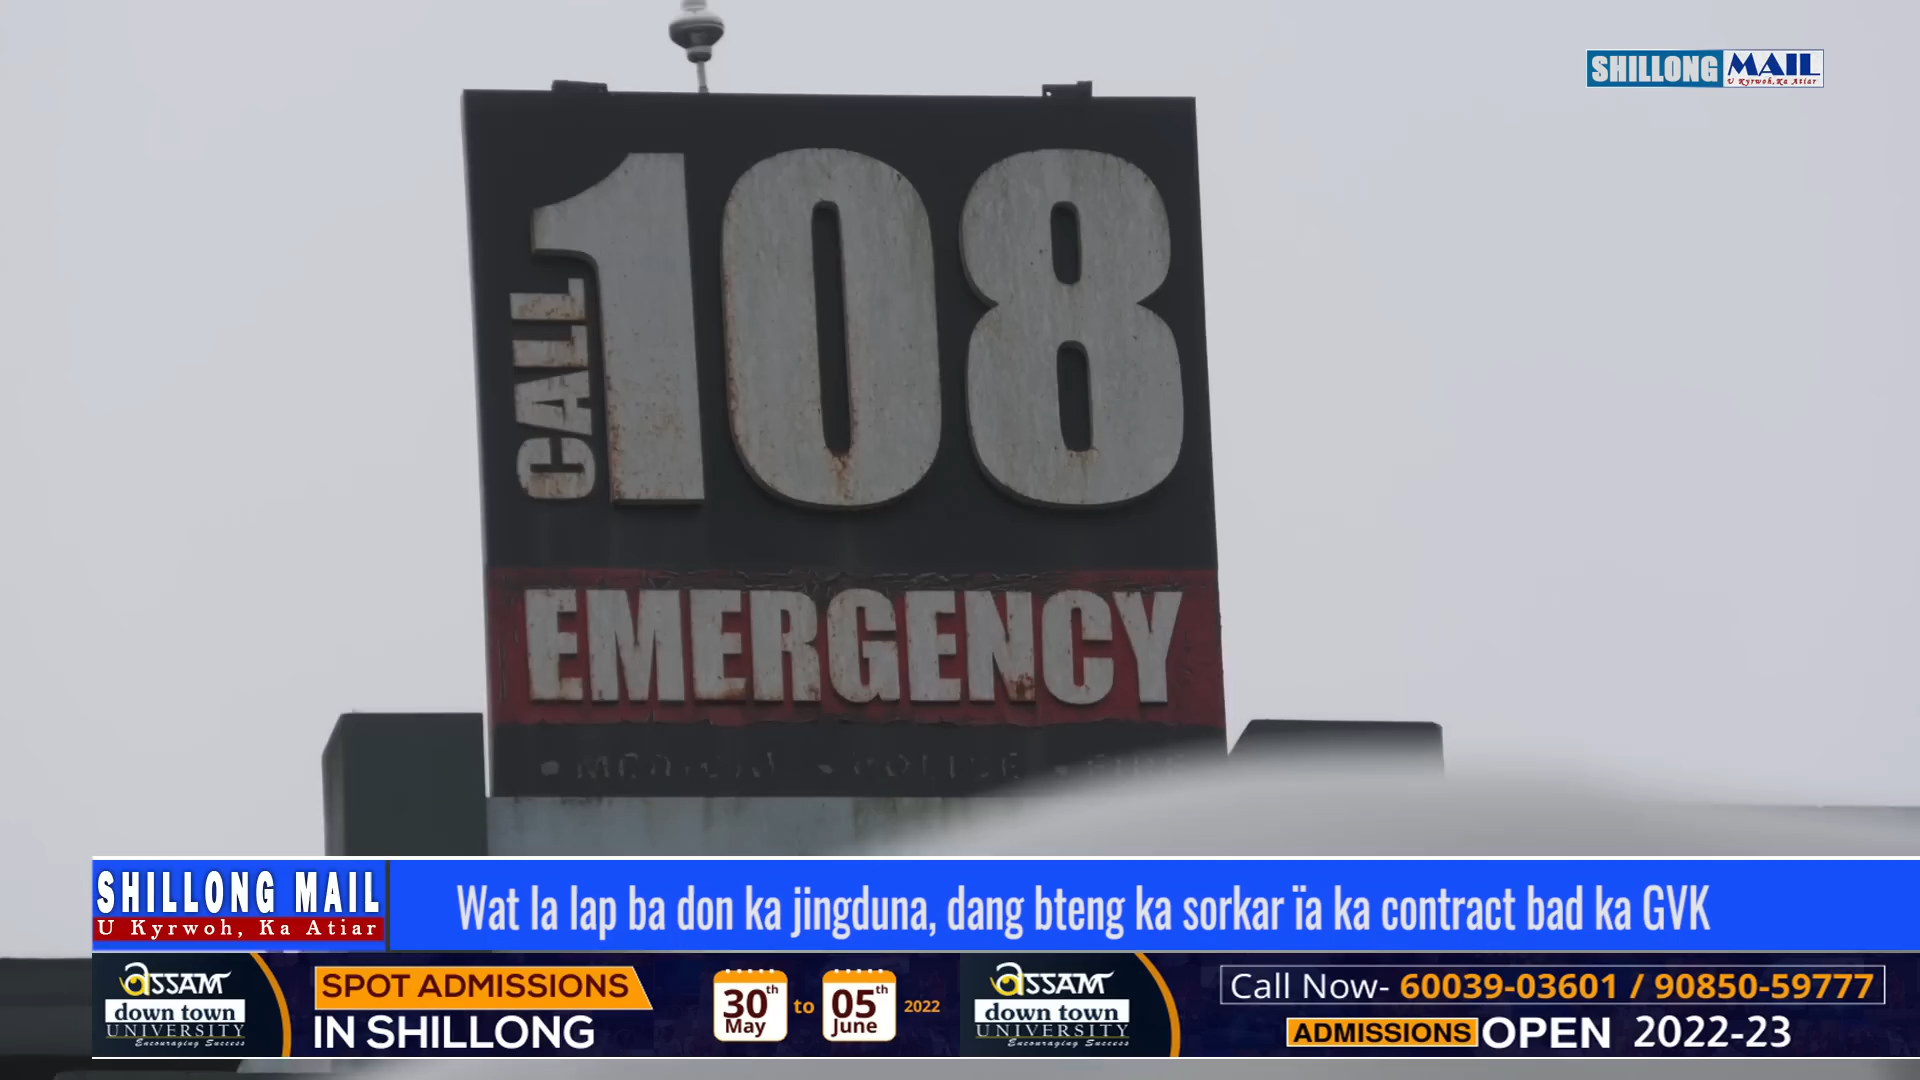 SHILLONG MAIL
U Kyrwoh, Ka Atiar
CALL
108
EMERGENCY
• MEDICAL • POLICE • FIRE
SHILLONG MAIL
U Kyrwoh, Ka Atiar
Wat la lap ba don ka jingduna, dang bteng ka sorkar ïa ka contract bad ka GVK
ASSAM
down town
UNIVERSITY
Encouraging Success
SPOT ADMISSIONS
IN SHILLONG
30th May to 05th June 2022
ASSAM
down town
UNIVERSITY
Encouraging Success
Call Now- 60039-03601 / 90850-59777
ADMISSIONS OPEN 2022-23